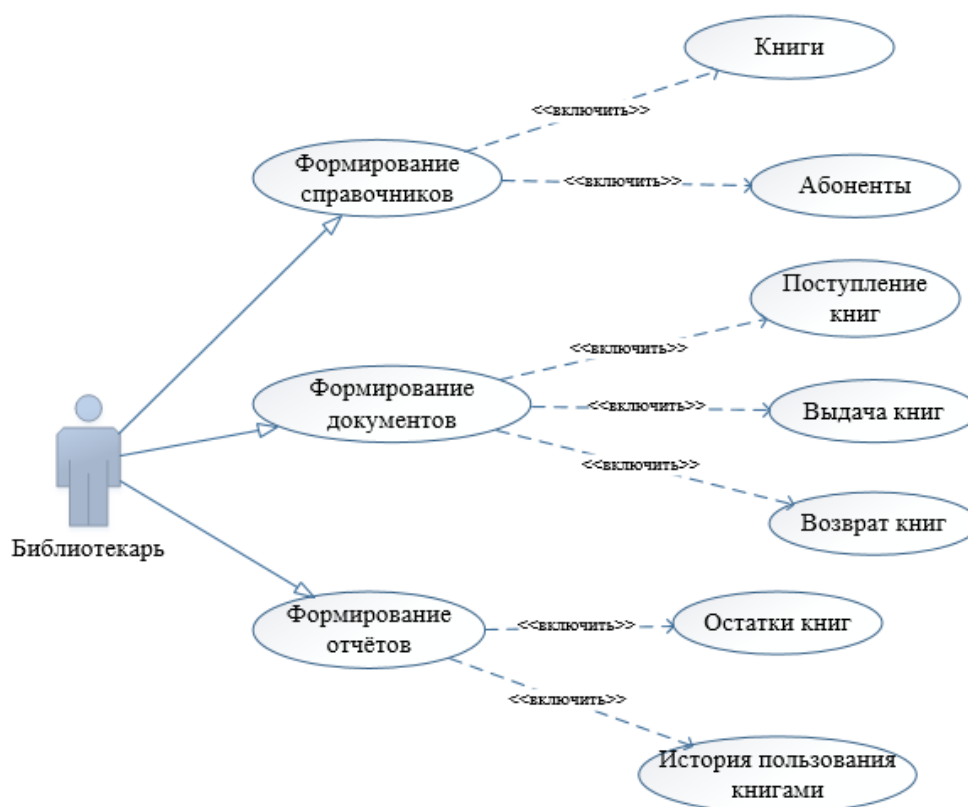 Книги
<<включить>>
Формирование
справочников
<<включить>>
Абоненты
Поступление
книг
<<включить>>
Формирование
документов
<<включить>>
Выдача книг
<<включить>>
Возврат книг
Библиотекарь
Формирование
отчётов
<<включить>>
Остатки книг
<<включить>>
История пользования
книгами